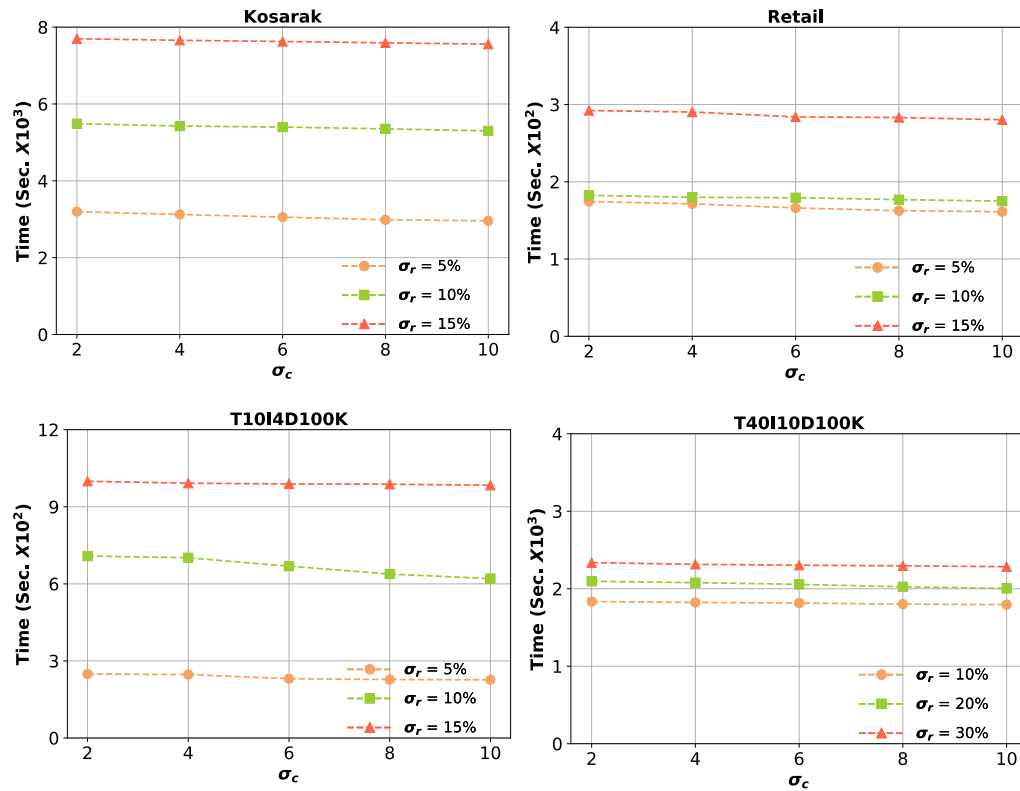 Kosarak
Time (Sec. X10³)
8
6
4
2
0
2 4 6 8 10
σc
σr = 5%
σr = 10%
σr = 15%
Retail
Time (Sec. X10²)
4
3
2
1
0
2 4 6 8 10
σc
σr = 5%
σr = 10%
σr = 15%
T10I4D100K
Time (Sec. X10²)
12
9
6
3
0
2 4 6 8 10
σc
σr = 5%
σr = 10%
σr = 15%
T40I10D100K
Time (Sec. X10³)
4
3
2
1
0
2 4 6 8 10
σc
σr = 10%
σr = 20%
σr = 30%